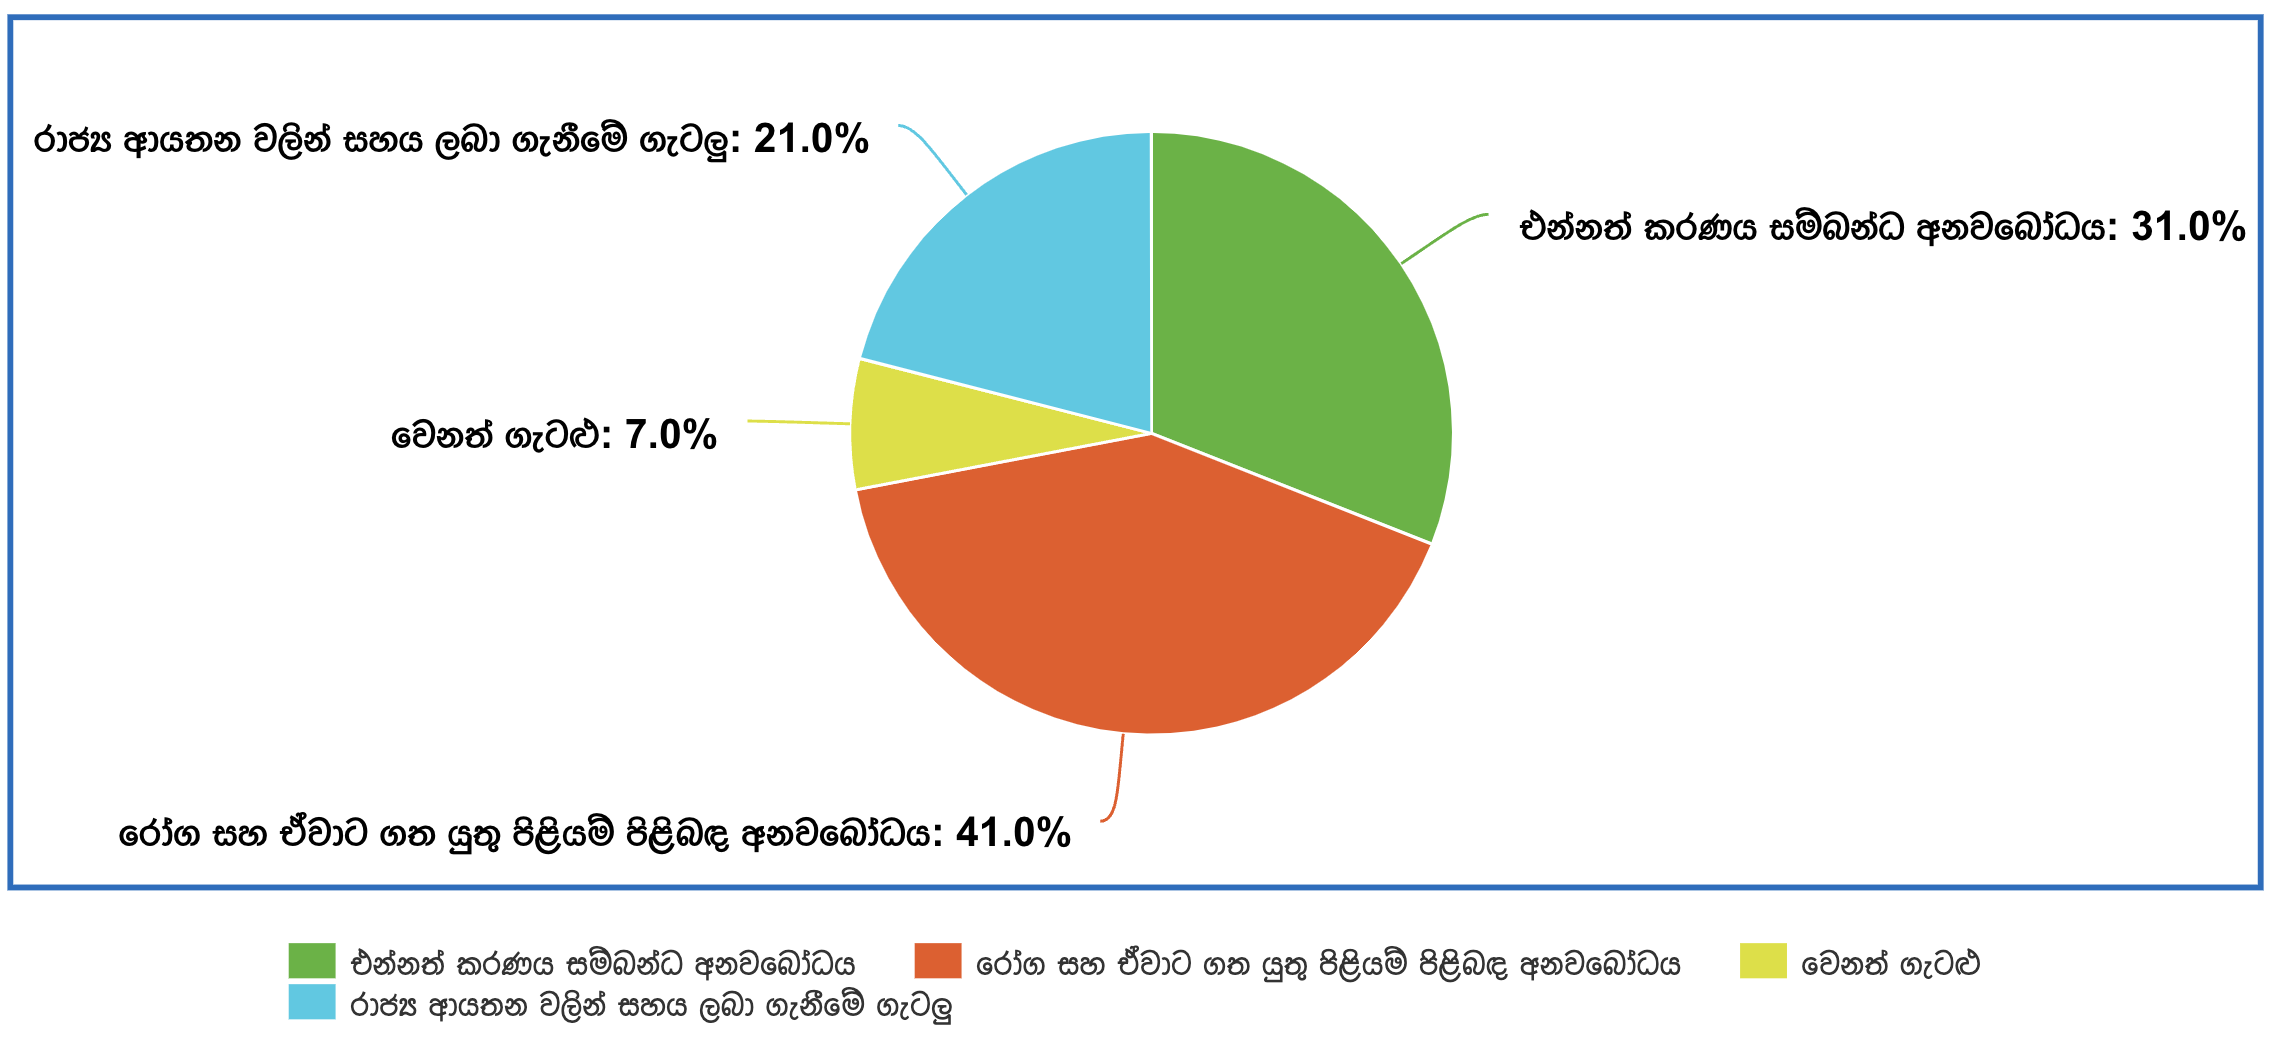 රාජ්‍ය ආයතන වලින් සහය ලබා ගැනීමේ ගැටලු: 21.0%
එන්නත් කරණය සම්බන්ධ අනවබෝධය: 31.0%
වෙනත් ගැටළු: 7.0%
රෝග සහ ඒවාට ගත යුතු පිළියම් පිළිබඳ අනවබෝධය: 41.0%
එන්නත් කරණය සම්බන්ධ අනවබෝධය රෝග සහ ඒවාට ගත යුතු පිළියම් පිළිබඳ අනවබෝධය වෙනත් ගැටළු
රාජ්‍ය ආයතන වලින් සහය ලබා ගැනීමේ ගැටලු